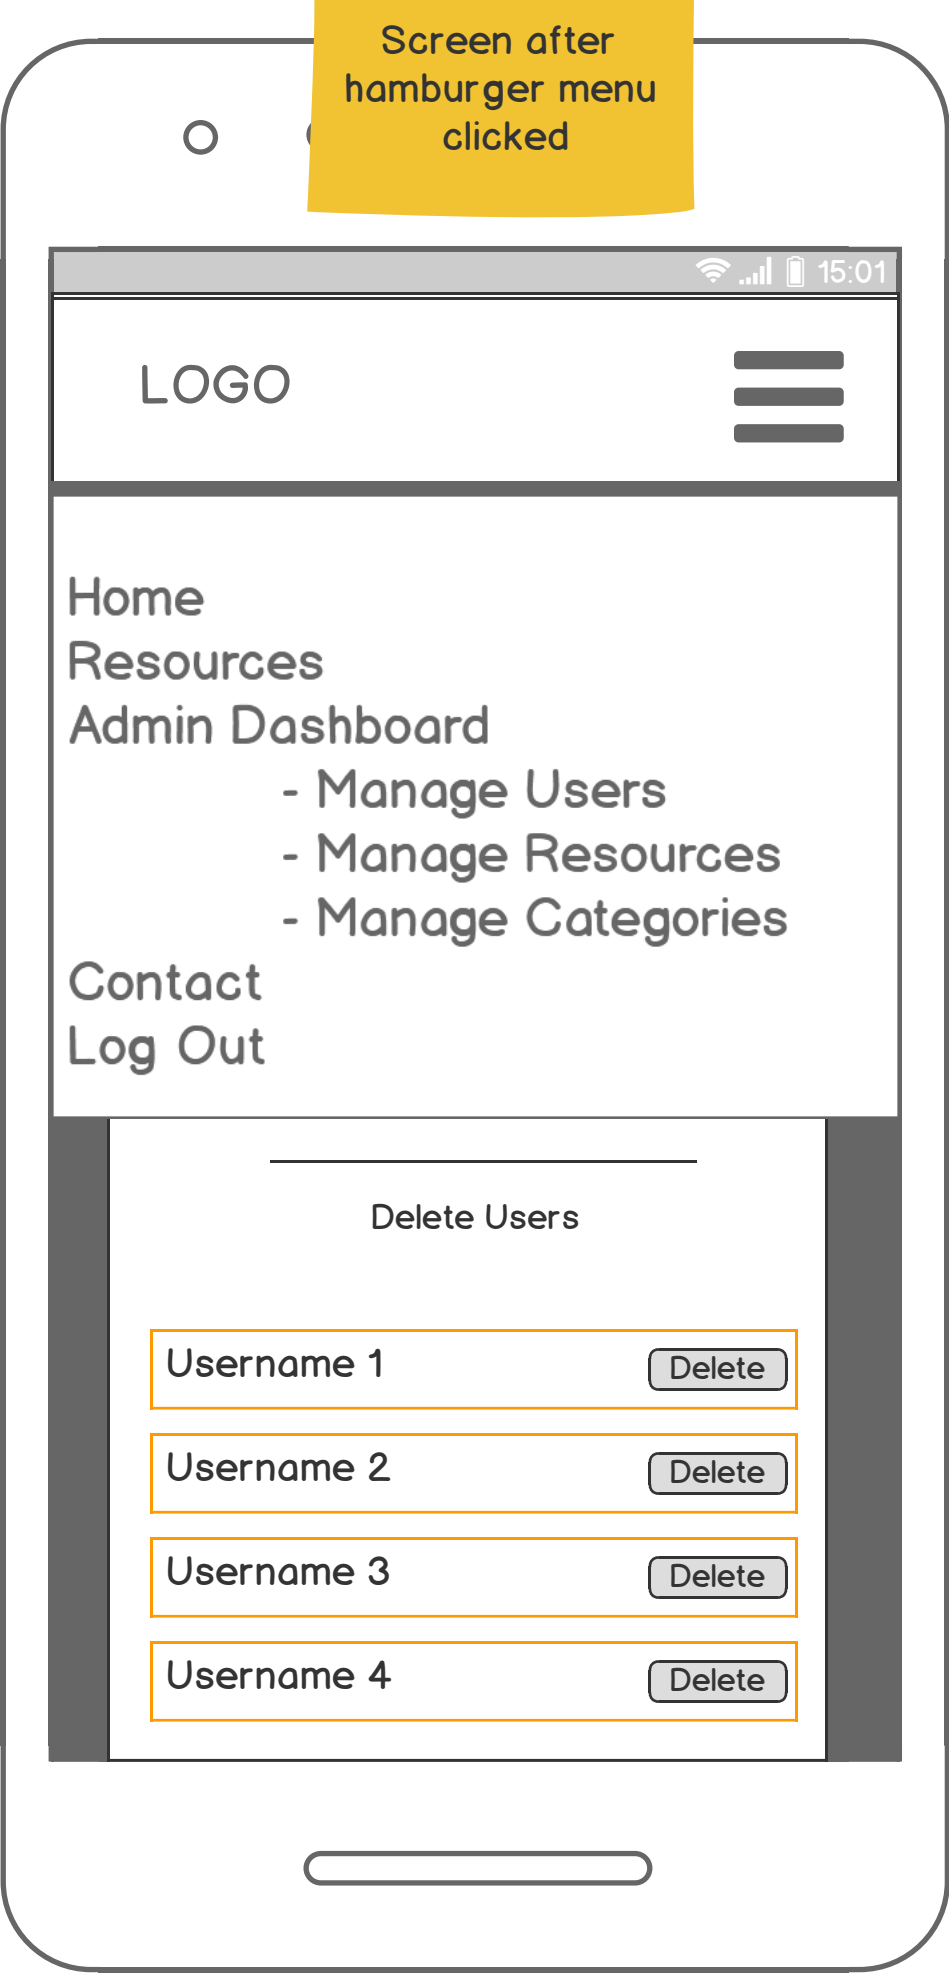 Screen after
hamburger menu
clicked
15:01
LOGO
Home
Resources
Admin Dashboard
- Manage Users
- Manage Resources
- Manage Categories
Contact
Log Out
Delete Users
Username 1 Delete
Username 2 Delete
Username 3 Delete
Username 4 Delete